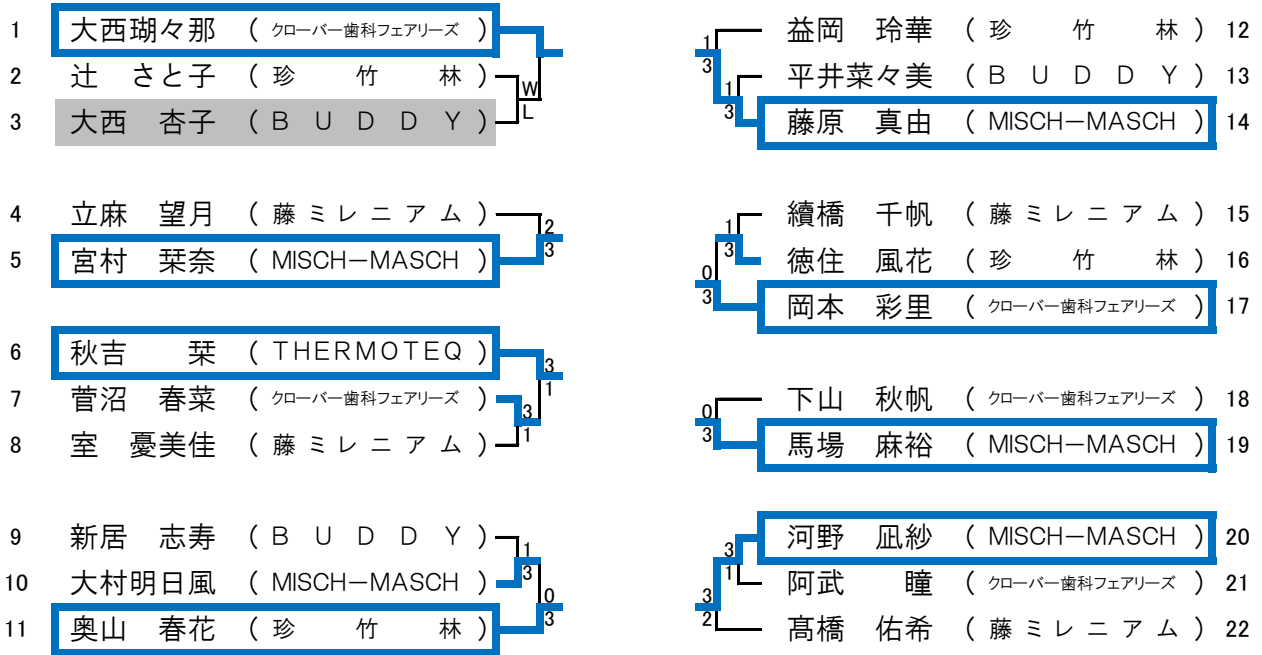 1 大西瑚々那 ( クローバー歯科フェアリーズ )
2 辻 さと子 ( 珍 竹 林 )
W
L
3 大西 杏子 ( B U D D Y )
4 立麻 望月 ( 藤 ミ レ ニ ア ム )
2
3
5 宮村 栞奈 ( MISCH－MASCH )
6 秋吉 栞 ( THERMOTEQ )
3
1
7 菅沼 春菜 ( クローバー歯科フェアリーズ )
3
1
8 室 憂美佳 ( 藤 ミ レ ニ ア ム )
9 新居 志寿 ( B U D D Y )
1
3
10 大村明日風 ( MISCH－MASCH )
0
3
11 奥山 春花 ( 珍 竹 林 )
益岡 玲華 ( 珍 竹 林 ) 12
1
3
平井菜々美 ( B U D D Y ) 13
1
3
藤原 真由 ( MISCH－MASCH ) 14
續橋 千帆 ( 藤 ミ レ ニ ア ム ) 15
1
3
徳住 風花 ( 珍 竹 林 ) 16
0
3
岡本 彩里 ( クローバー歯科フェアリーズ ) 17
下山 秋帆 ( クローバー歯科フェアリーズ ) 18
0
3
馬場 麻裕 ( MISCH－MASCH ) 19
河野 凪紗 ( MISCH－MASCH ) 20
3
1
阿武 瞳 ( クローバー歯科フェアリーズ ) 21
3
2
髙橋 佑希 ( 藤 ミ レ ニ ア ム ) 22